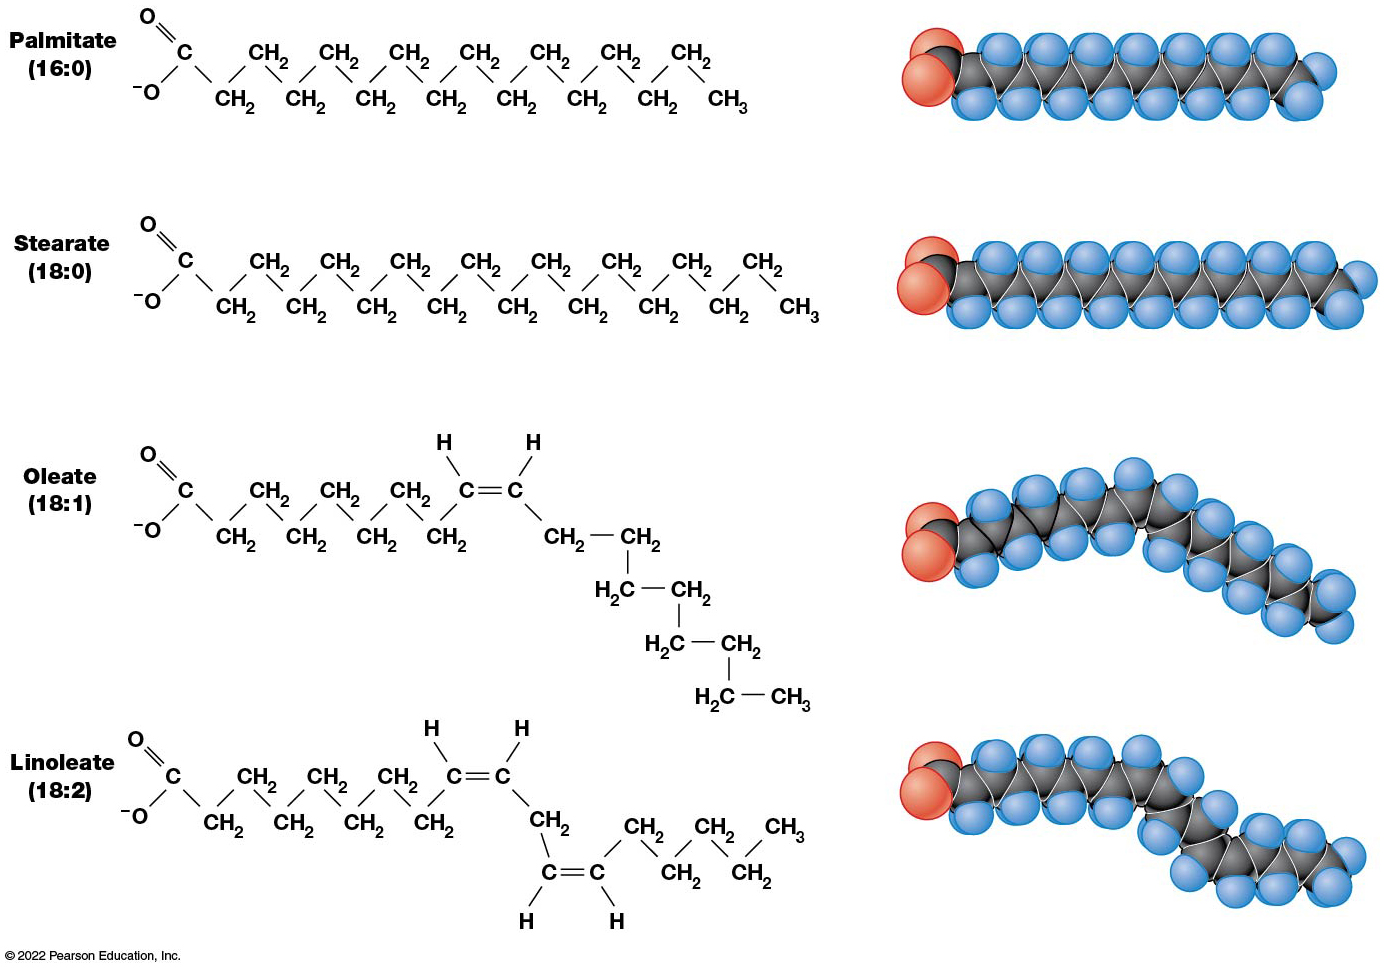 O
Palmitate
(16:0)
C CH₂ CH₂ CH₂ CH₂ CH₂ CH₂ CH₂
⁻O CH₂ CH₂ CH₂ CH₂ CH₂ CH₂ CH₂ CH₃
O
Stearate
(18:0)
C CH₂ CH₂ CH₂ CH₂ CH₂ CH₂ CH₂ CH₂
⁻O CH₂ CH₂ CH₂ CH₂ CH₂ CH₂ CH₂ CH₂ CH₃
H H
O
Oleate
(18:1)
C CH₂ CH₂ CH₂ C=C
⁻O CH₂ CH₂ CH₂ CH₂ CH₂—CH₂
H₂C—CH₂
H₂C—CH₂
H₂C—CH₃
H H
O
Linoleate
(18:2)
C CH₂ CH₂ CH₂ C=C
⁻O CH₂ CH₂ CH₂ CH₂ CH₂ CH₂ CH₂ CH₃
C=C CH₂ CH₂
H H
© 2022 Pearson Education, Inc.